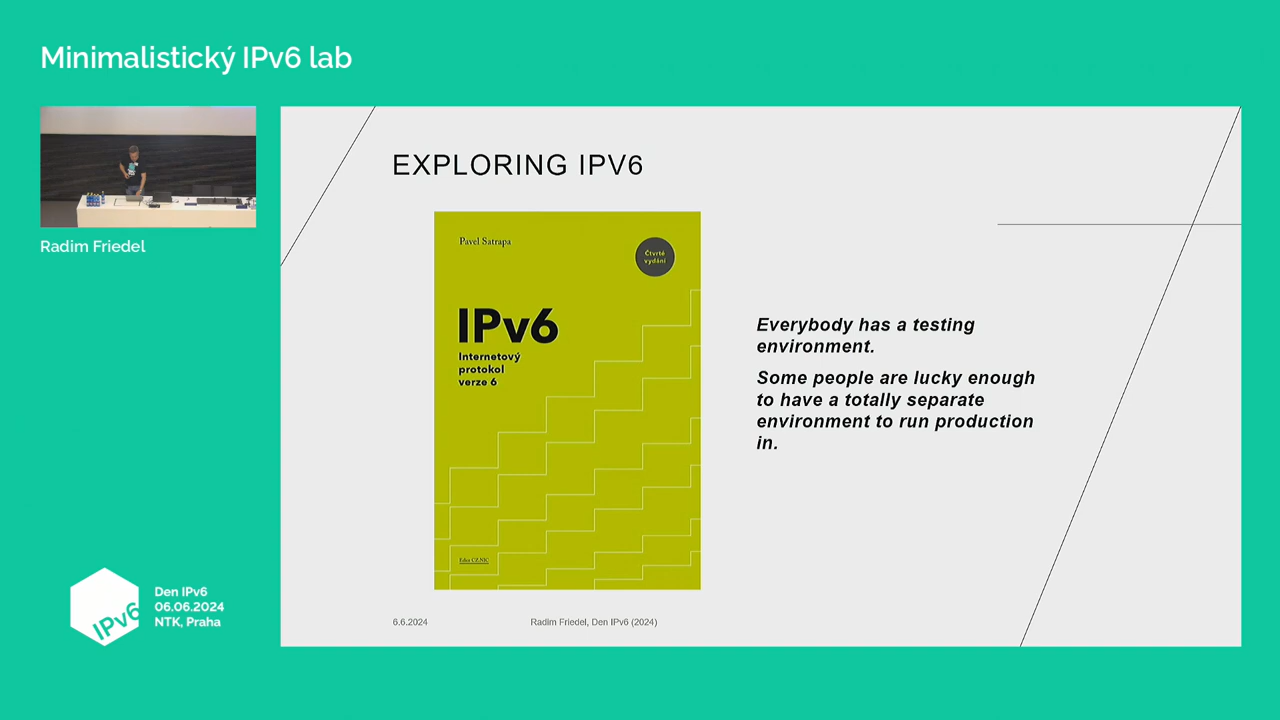 Minimalistický IPv6 lab
Radim Friedel
EXPLORING IPV6
Pavel Satrapa
Čtvrté
vydání
IPv6
Internetový
protokol
verze 6
Edice CZ.NIC
Everybody has a testing
environment.
Some people are lucky enough
to have a totally separate
environment to run production
in.
6.6.2024
Radim Friedel, Den IPv6 (2024)
IPv6
Den IPv6
06.06.2024
NTK, Praha